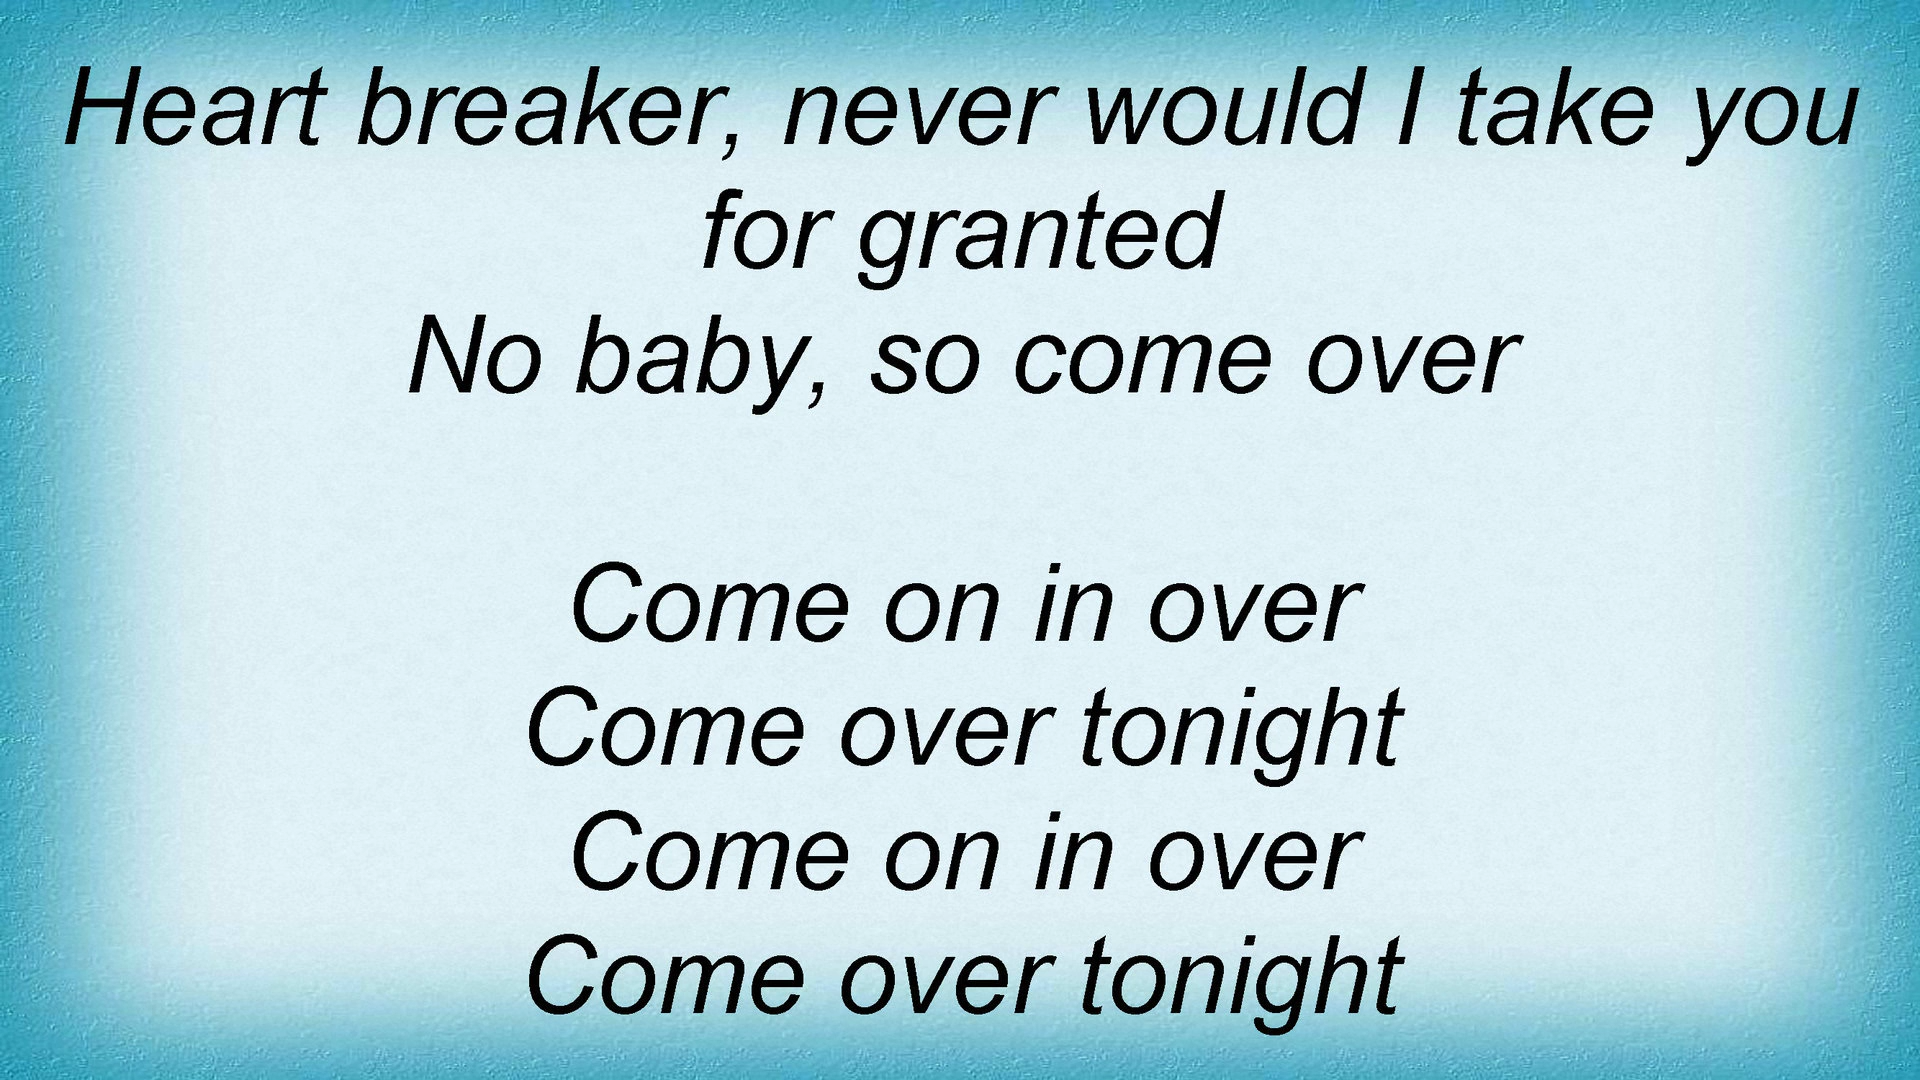 Heart breaker, never would I take you
for granted
No baby, so come over
Come on in over
Come over tonight
Come on in over
Come over tonight